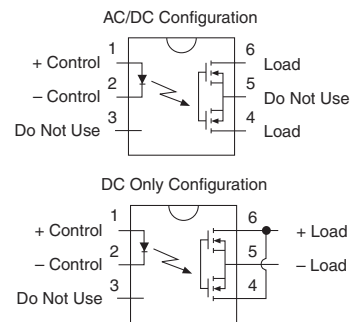 AC/DC Configuration
1
+ Control
2
– Control
3
Do Not Use
6
Load
5
Do Not Use
4
Load
DC Only Configuration
1
+ Control
2
– Control
3
Do Not Use
6
+ Load
5
– Load
4